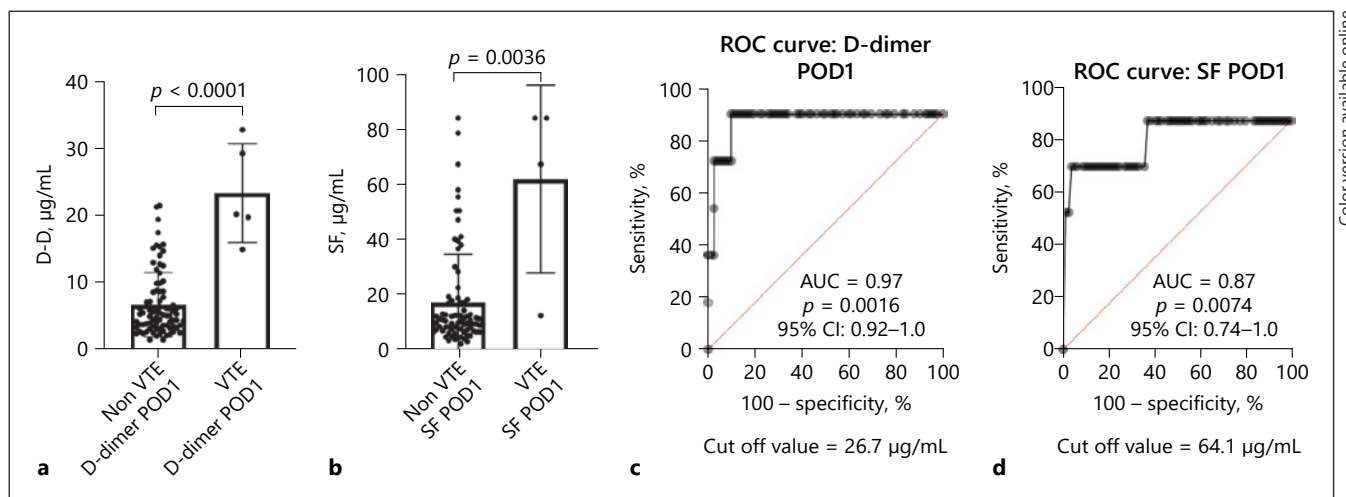 40
30
20
10
0
D-D, µg/mL
p < 0.0001
Non VTE
D-dimer POD1
VTE
D-dimer POD1
a
100
80
60
40
20
0
SF, µg/mL
p = 0.0036
Non VTE
SF POD1
VTE
SF POD1
b
ROC curve: D-dimer
POD1
100
80
60
40
20
0
Sensitivity, %
AUC = 0.97
p = 0.0016
95% CI: 0.92–1.0
0 20 40 60 80 100
100 – specificity, %
Cut off value = 26.7 µg/mL
c
ROC curve: SF POD1
100
80
60
40
20
0
Sensitivity, %
AUC = 0.87
p = 0.0074
95% CI: 0.74–1.0
0 20 40 60 80 100
100 – specificity, %
Cut off value = 64.1 µg/mL
d
Color version available online